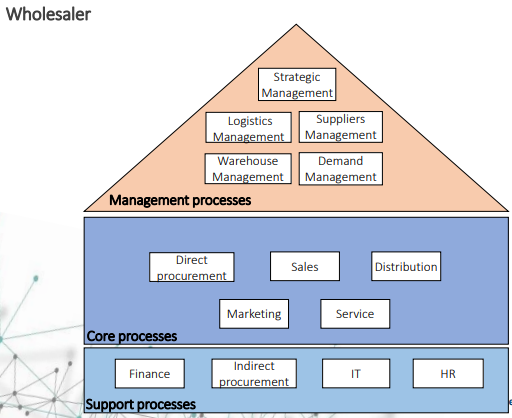 Wholesaler
Strategic
Management
Logistics
Management
Suppliers
Management
Warehouse
Management
Demand
Management
Management processes
Direct
procurement
Sales
Distribution
Marketing
Service
Core processes
Finance
Indirect
procurement
IT
HR
Support processes
e